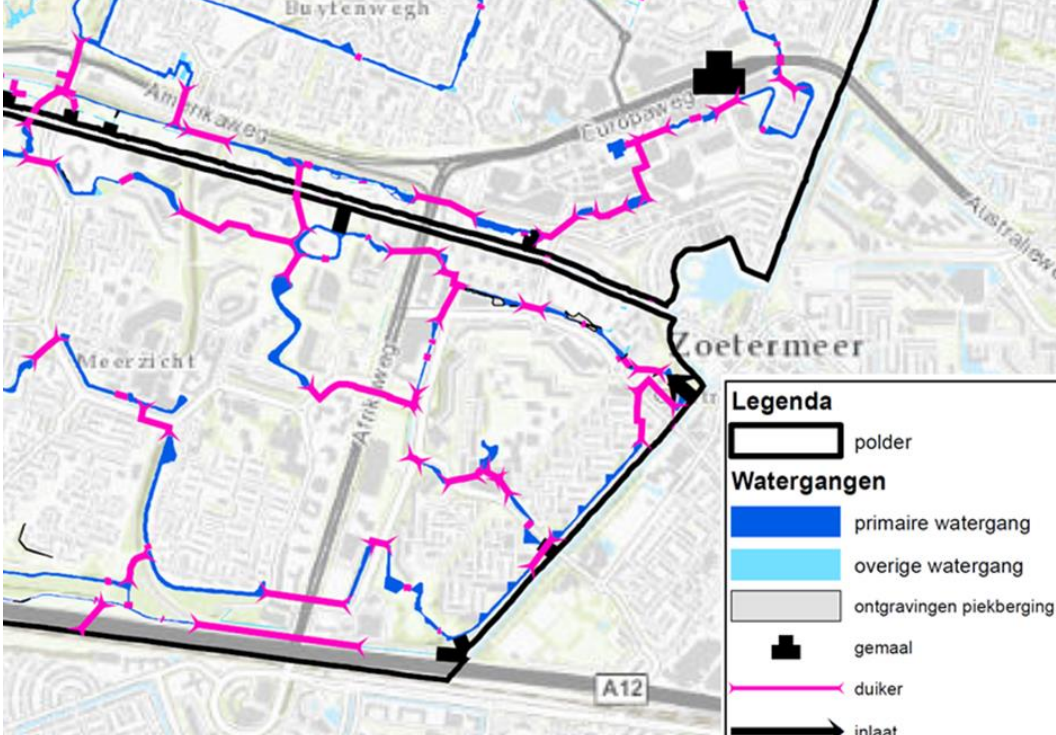 Buytenwegh
Amerikaweg
Europaweg
Australiewe
Zoetermeer
Meerzicht
Afrikaweg
A12
Legenda
polder
Watergangen
primaire watergang
overige watergang
ontgravingen piekberging
gemaal
duiker
inlaat